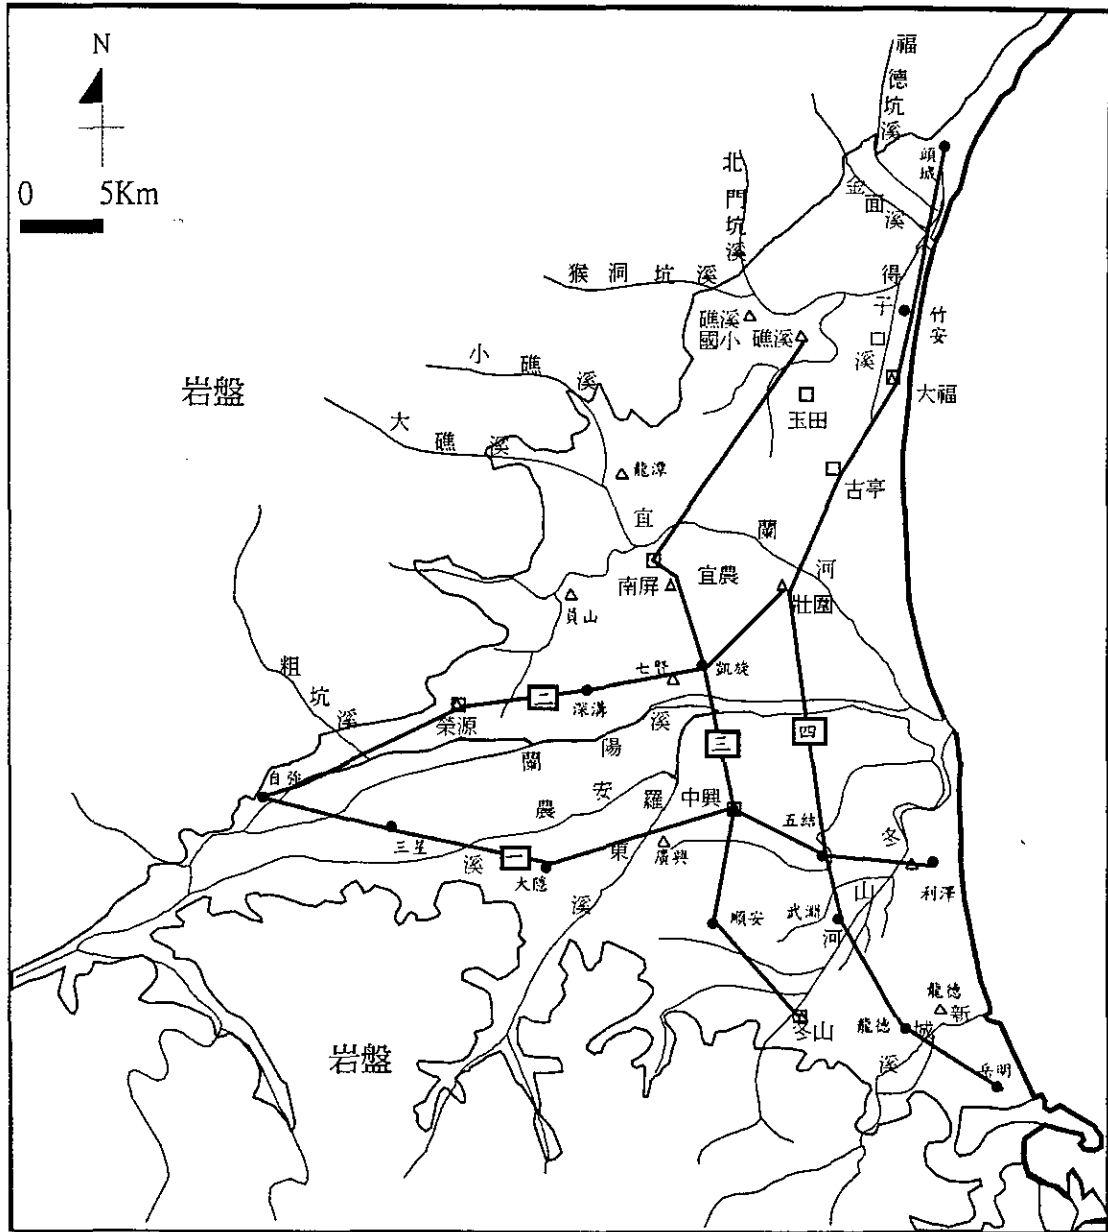 N
0 5Km
福德坑溪
頭城
金面溪
北門坑溪
猴洞坑溪
得子溪
竹安
礁溪國小
礁溪
大福
小礁溪
岩盤
玉田
大礁溪
龍潭
古亭
宜蘭河
南屏
宜農
壯圍
員山
七賢
凱旋
粗坑溪
二
深溝
榮源
蘭陽溪
三
四
自強
安農溪
羅東溪
中興
五結
冬山河
三星
一
大隱
廣興
利澤
順安
武淵
龍德
新城溪
冬山
龍德
岳明
岩盤